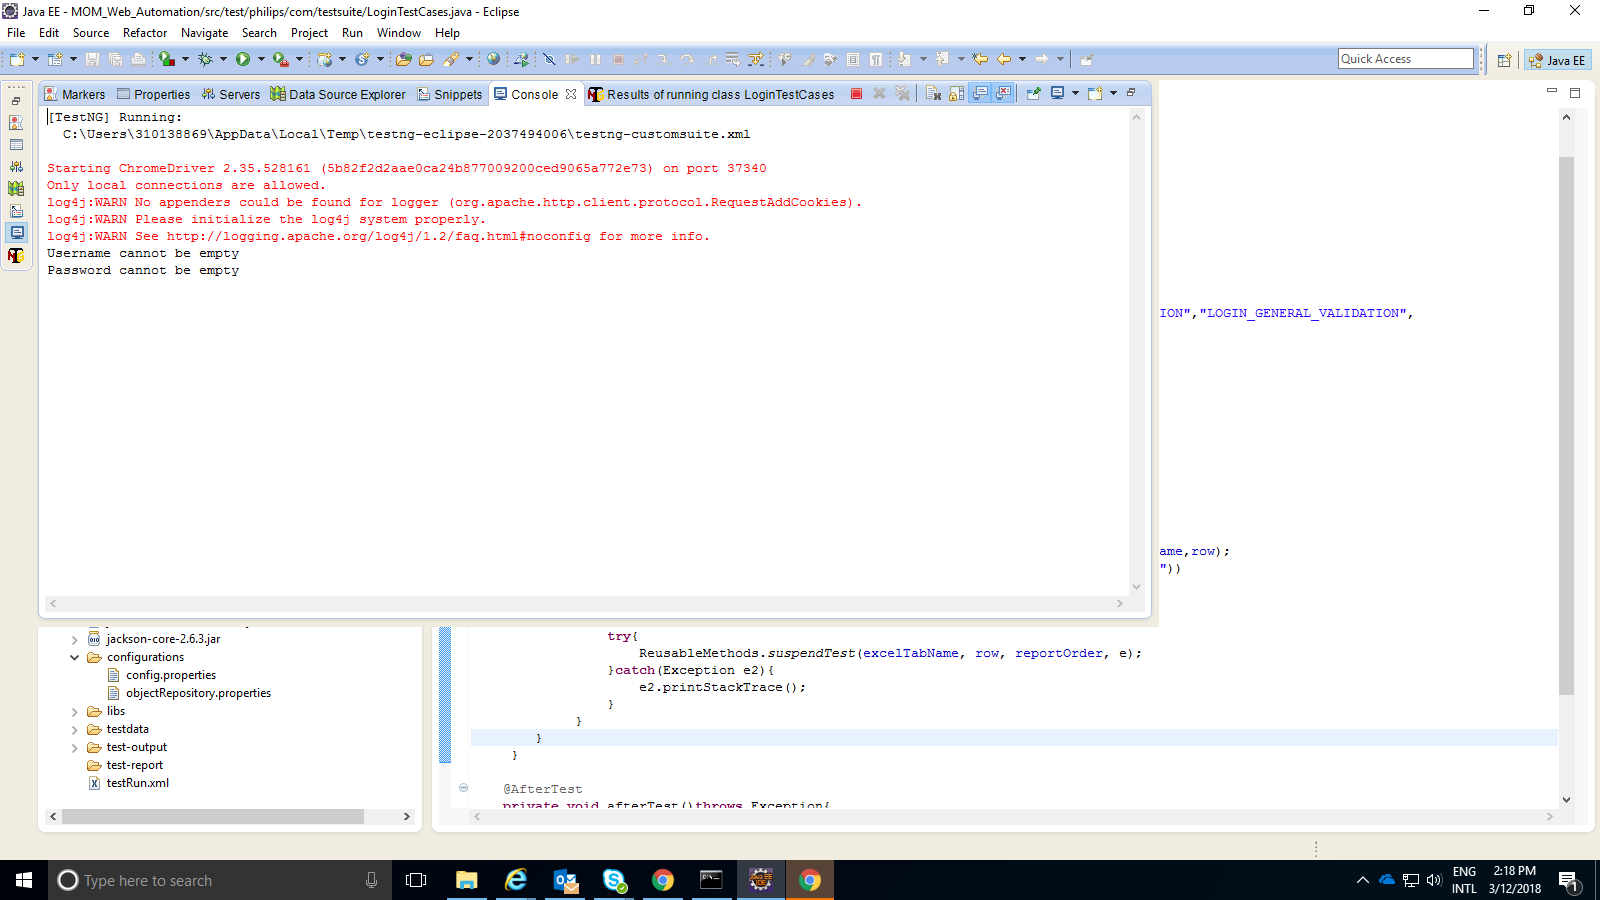 Java EE - MOM_Web_Automation/src/test/philips/com/testsuite/LoginTestCases.java - Eclipse
File Edit Source Refactor Navigate Search Project Run Window Help
Quick Access
Java EE
Markers Properties Servers Data Source Explorer Snippets Console Results of running class LoginTestCases
[TestNG] Running:
C:\Users\310138869\AppData\Local\Temp\testng-eclipse-2037494006\testng-customsuite.xml
Starting ChromeDriver 2.35.528161 (5b82f2d2aae0ca24b877009200ced9065a772e73) on port 37340
Only local connections are allowed.
log4j:WARN No appenders could be found for logger (org.apache.http.client.protocol.RequestAddCookies).
log4j:WARN Please initialize the log4j system properly.
log4j:WARN See http://logging.apache.org/log4j/1.2/faq.html#noconfig for more info.
Username cannot be empty
Password cannot be empty
ION","LOGIN_GENERAL_VALIDATION",
ame,row);
"))
jackson-core-2.6.3.jar
configurations
config.properties
objectRepository.properties
libs
testdata
test-output
test-report
testRun.xml
try{
ReusableMethods.suspendTest(excelTabName, row, reportOrder, e);
}catch(Exception e2){
e2.printStackTrace();
}
}
}
}
@AfterTest
private void afterTest()throws Exception{
Type here to search
ENG
INTL
2:18 PM
3/12/2018
1